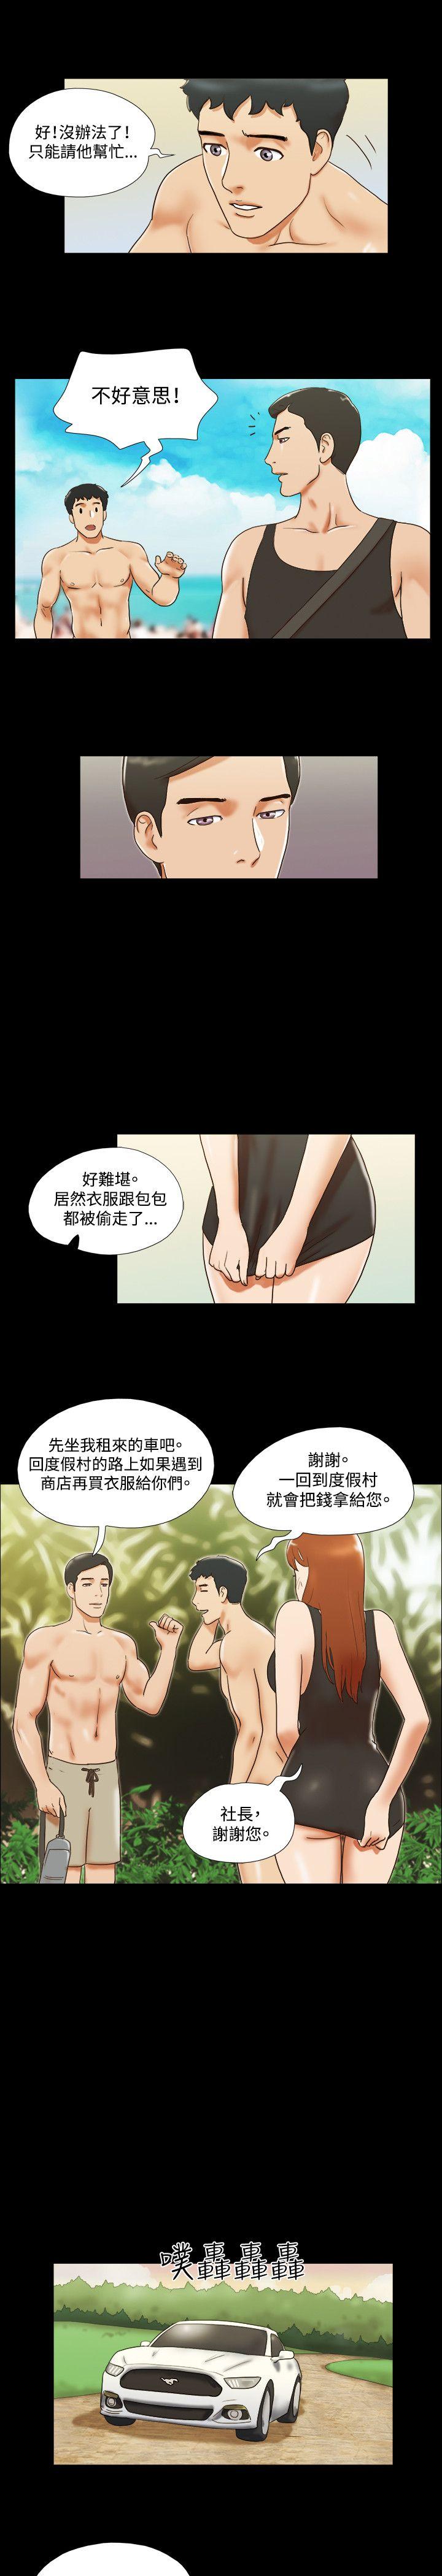 好!沒辦法了!
只能請他幫忙...
不好意思!
好難堪。
居然衣服跟包包
都被偷走了...
先坐我租來的車吧。
回度假村的路上如果遇到
商店再買衣服給你們。
謝謝。
一回到度假村
就會把錢拿給您。
社長，
謝謝您。
噗轟轟轟